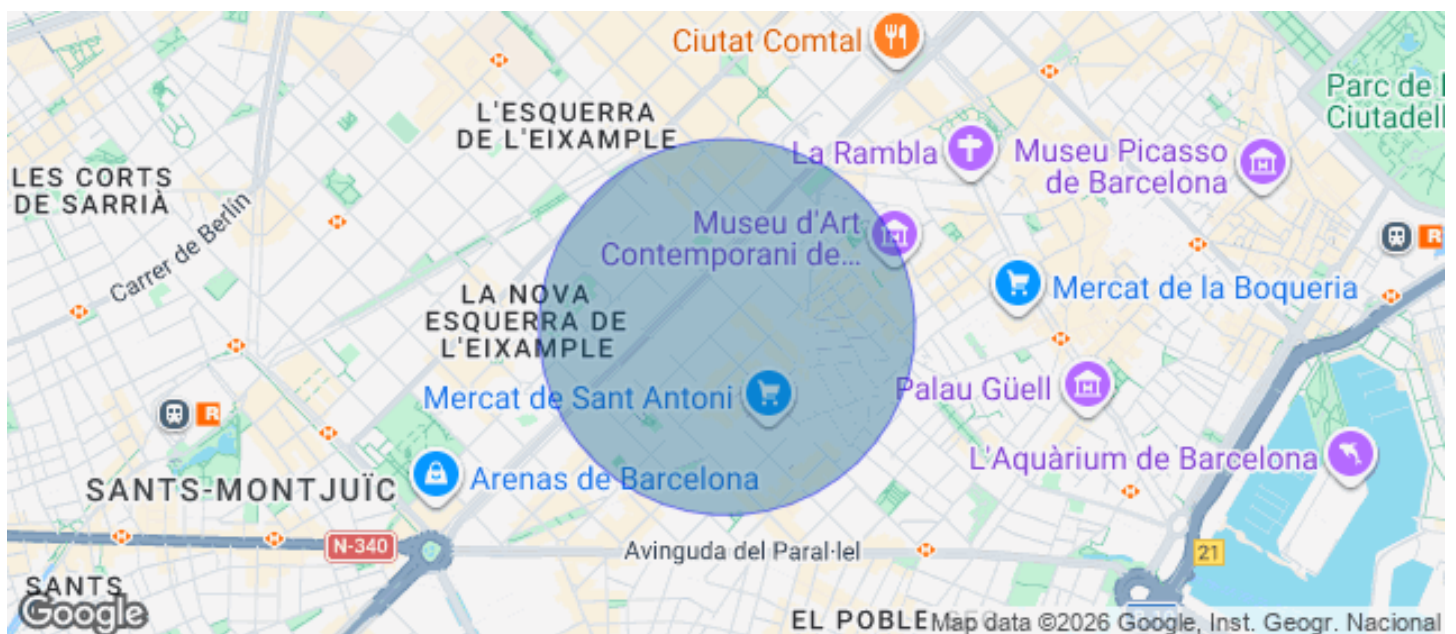 Ciutat Comtal
Parc de l
Ciutadell
L'ESQUERRA
DE L'EIXAMPLE
La Rambla
Museu Picasso
de Barcelona
LES CORTS
DE SARRIÀ
Carrer de Berlín
Museu d'Art
Contemporani de...
R
Mercat de la Boqueria
LA NOVA
ESQUERRA DE
L'EIXAMPLE
Mercat de Sant Antoni
Palau Güell
R
L'Aquàrium de Barcelona
SANTS-MONTJUÏC
Arenas de Barcelona
N-340
Avinguda del Paral·lel
21
SANTS
Google
EL POBLE
Map data ©2026 Google, Inst. Geogr. Nacional